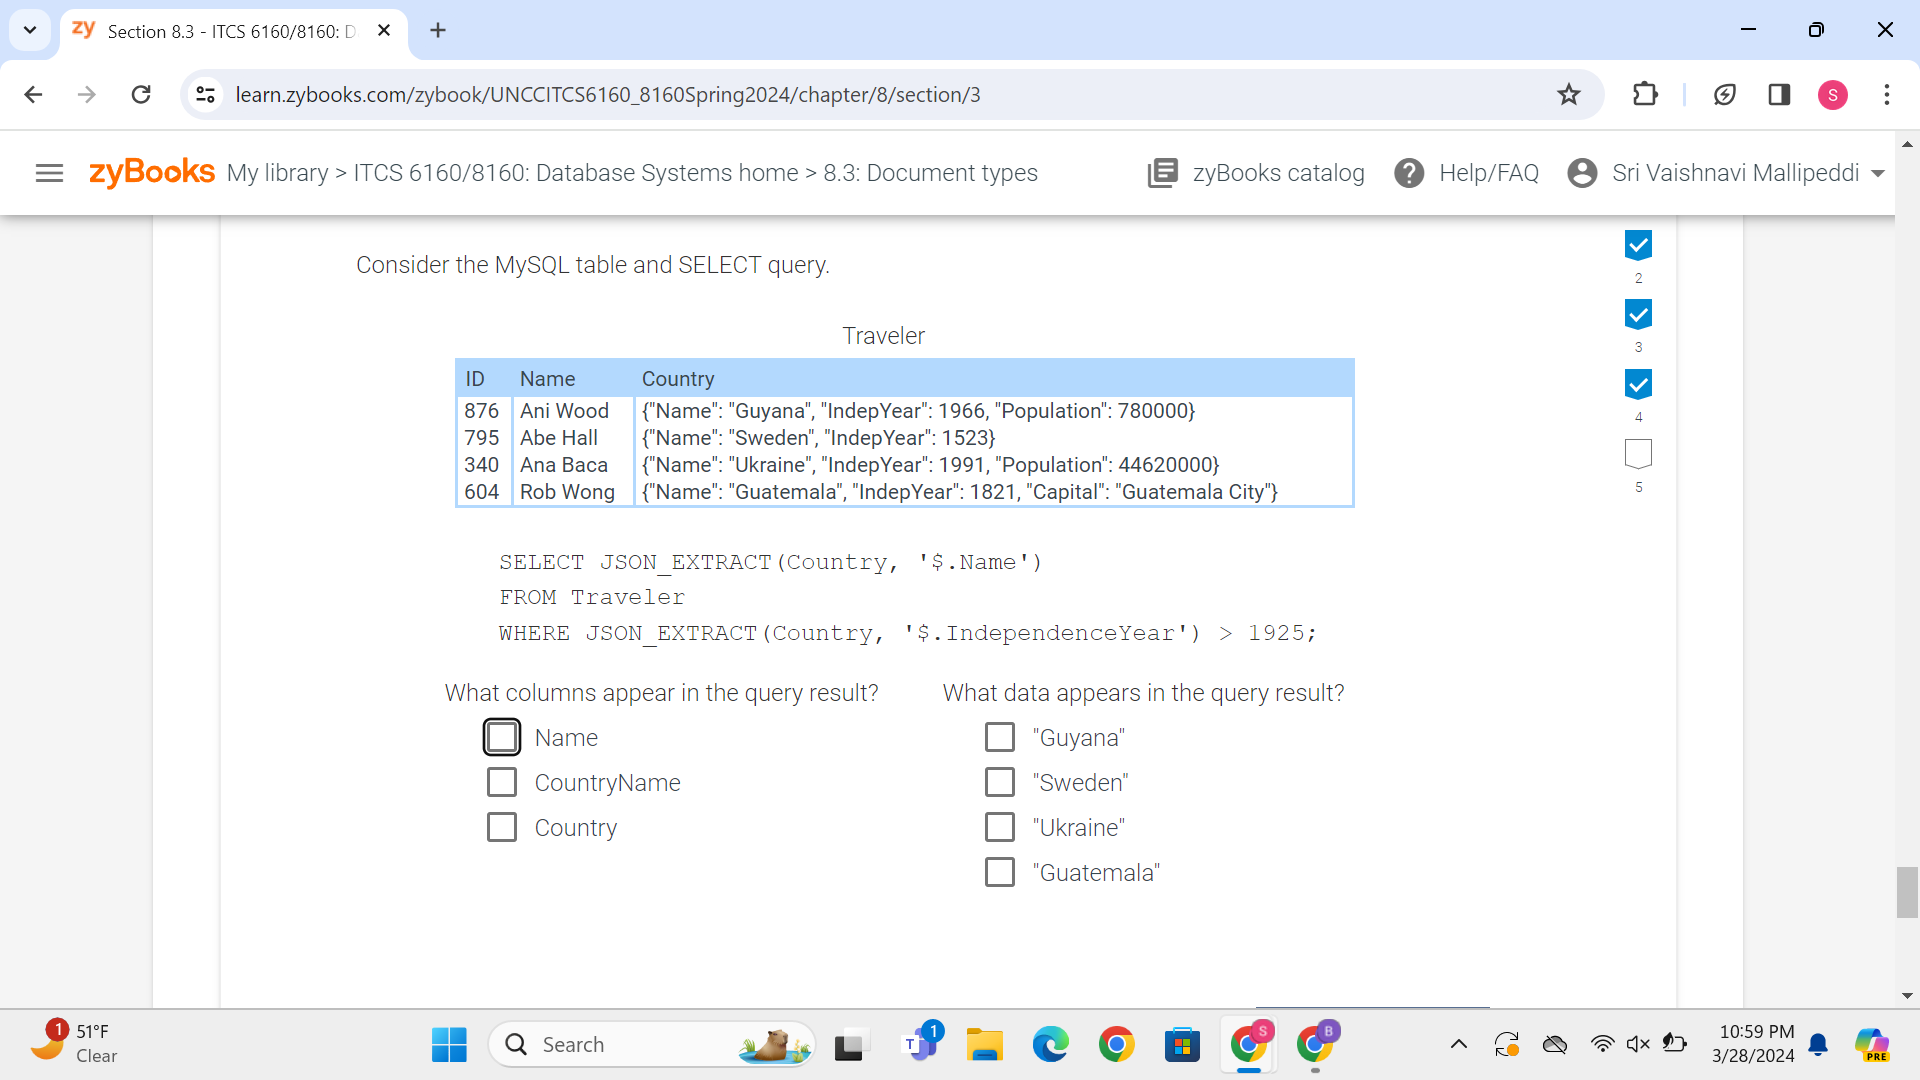 zy Section 8.3 - ITCS 6160/8160: D
learn.zybooks.com/zybook/UNCCITCS6160_8160Spring2024/chapter/8/section/3
S
zyBooks My library > ITCS 6160/8160: Database Systems home > 8.3: Document types
zyBooks catalog
? Help/FAQ
Sri Vaishnavi Mallipeddi
2
3
4
5
Consider the MySQL table and SELECT query.
Traveler
ID Name Country
876 Ani Wood {"Name": "Guyana", "IndepYear": 1966, "Population": 780000}
795 Abe Hall {"Name": "Sweden", "IndepYear": 1523}
340 Ana Baca {"Name": "Ukraine", "IndepYear": 1991, "Population": 44620000}
604 Rob Wong {"Name": "Guatemala", "IndepYear": 1821, "Capital": "Guatemala City"}
SELECT JSON_EXTRACT(Country, '$.Name')
FROM Traveler
WHERE JSON_EXTRACT(Country, '$.IndependenceYear') > 1925;
What columns appear in the query result?
Name
CountryName
Country
What data appears in the query result?
"Guyana"
"Sweden"
"Ukraine"
"Guatemala"
1
51°F
Clear
Search
T 1
S
B
10:59 PM
3/28/2024
PRE